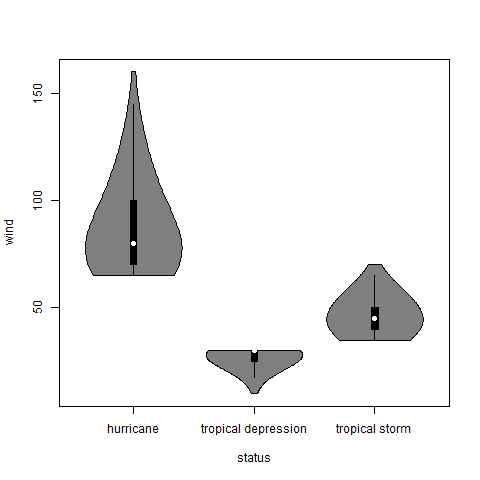 150
100
50
wind
hurricane tropical depression tropical storm
status